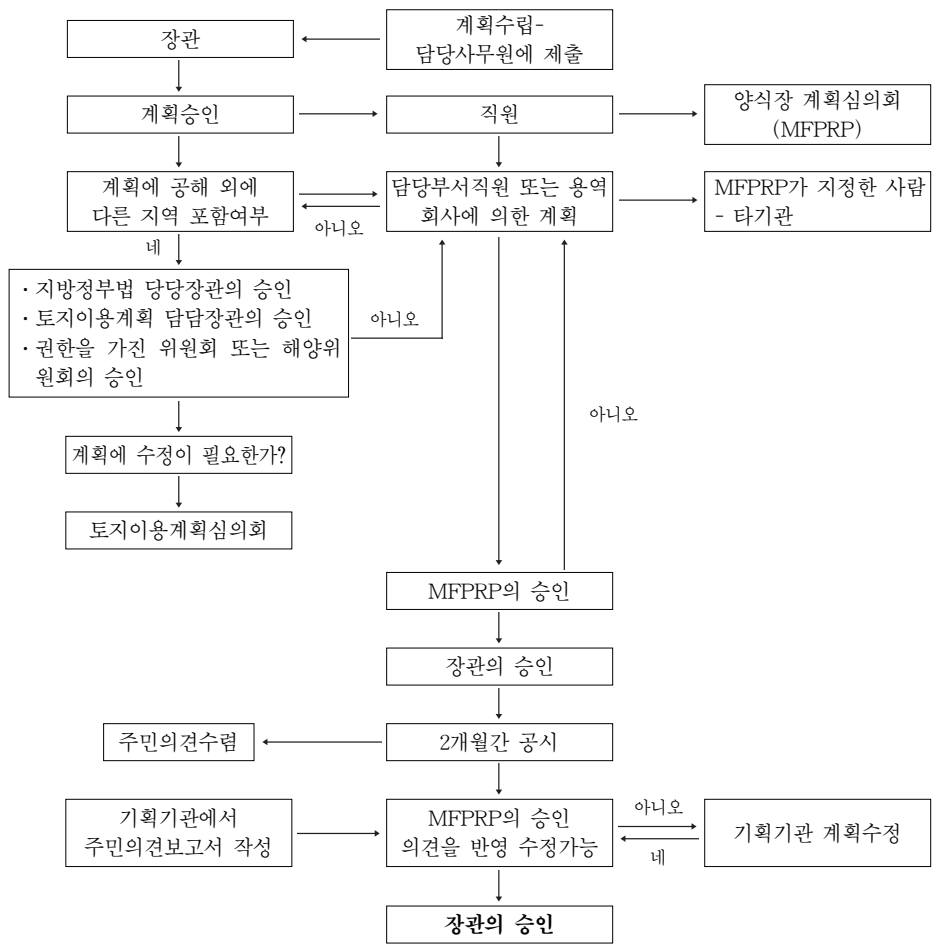 장관
계획수립-
담당사무원에 제출
계획승인
직원
양식장 계획심의회
(MFPRP)
계획에 공해 외에
다른 지역 포함여부
아니오
담당부서직원 또는 용역
회사에 의한 계획
MFPRP가 지정한 사람
- 타기관
네
· 지방정부법 당당장관의 승인
· 토지이용계획 담담장관의 승인
· 권한을 가진 위원회 또는 해양위
원회의 승인
아니오
아니오
계획에 수정이 필요한가?
토지이용계획심의회
MFPRP의 승인
장관의 승인
주민의견수렴
2개월간 공시
기획기관에서
주민의견보고서 작성
MFPRP의 승인
의견을 반영 수정가능
아니오
네
기획기관 계획수정
장관의 승인